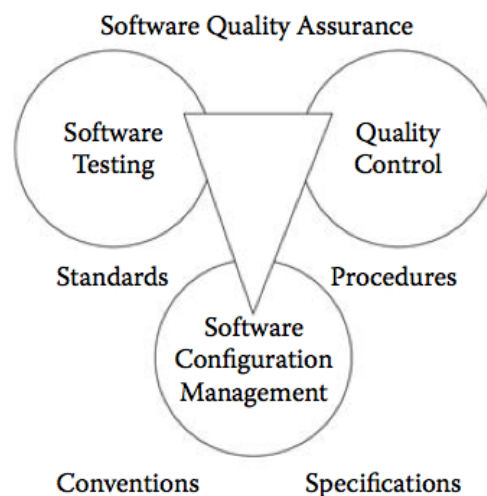 Software Quality Assurance
Software
Testing
Quality
Control
Standards
Procedures
Software
Configuration
Management
Conventions
Specifications